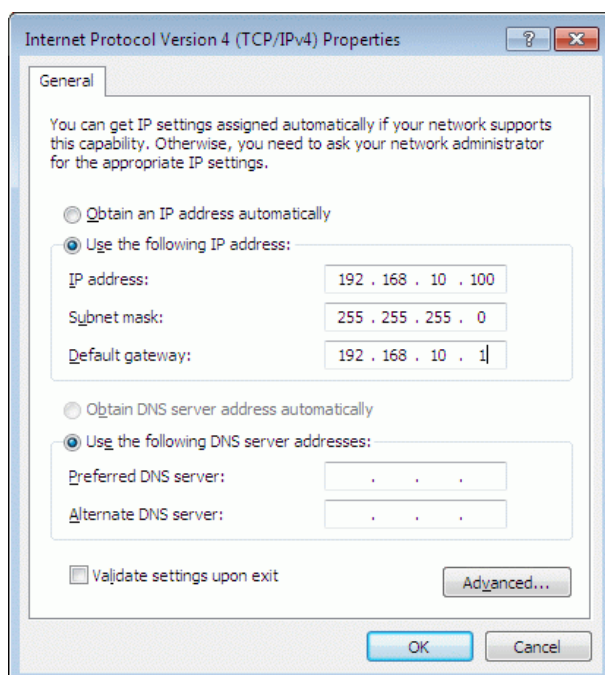 Internet Protocol Version 4 (TCP/IPv4) Properties
General
You can get IP settings assigned automatically if your network supports
this capability. Otherwise, you need to ask your network administrator
for the appropriate IP settings.
Obtain an IP address automatically
Use the following IP address:
IP address: 192 . 168 . 10 . 100
Subnet mask: 255 . 255 . 255 . 0
Default gateway: 192 . 168 . 10 . 1
Obtain DNS server address automatically
Use the following DNS server addresses:
Preferred DNS server: . . .
Alternate DNS server: . . .
Validate settings upon exit
Advanced...
OK Cancel